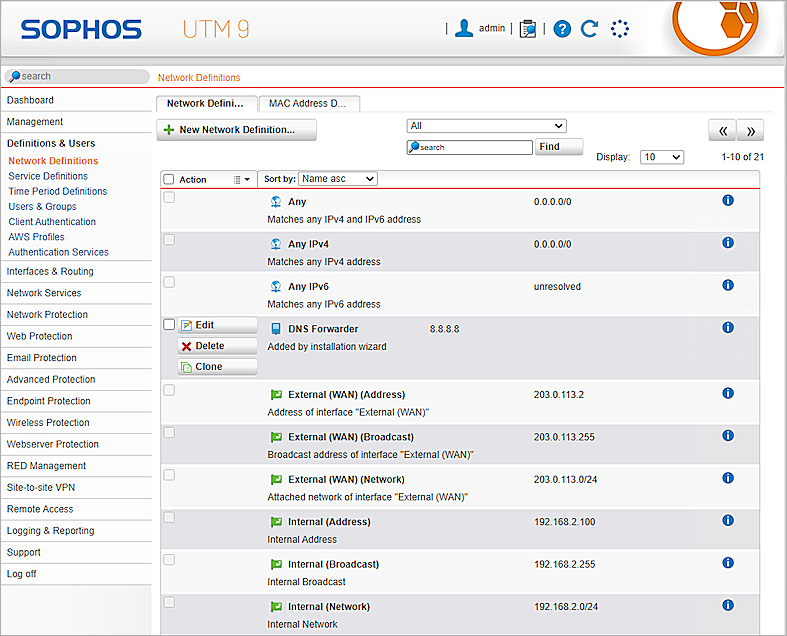 SOPHOS UTM 9 | admin | | ?
search Network Definitions
Dashboard
Management
Definitions & Users
Network Definitions
Service Definitions
Time Period Definitions
Users & Groups
Client Authentication
AWS Profiles
Authentication Services
Interfaces & Routing
Network Services
Network Protection
Web Protection
Email Protection
Advanced Protection
Endpoint Protection
Wireless Protection
Webserver Protection
RED Management
Site-to-site VPN
Remote Access
Logging & Reporting
Support
Log off
Network Defini... MAC Address D...
New Network Definition... All « »
search Find Display: 10 1-10 of 21
Action Sort by: Name asc
Any 0.0.0.0/0
Matches any IPv4 and IPv6 address
Any IPv4 0.0.0.0/0
Matches any IPv4 address
Any IPv6 unresolved
Matches any IPv6 address
Edit DNS Forwarder 8.8.8.8
Delete Added by installation wizard
Clone
External (WAN) (Address) 203.0.113.2
Address of interface "External (WAN)"
External (WAN) (Broadcast) 203.0.113.255
Broadcast address of interface "External (WAN)"
External (WAN) (Network) 203.0.113.0/24
Attached network of interface "External (WAN)"
Internal (Address) 192.168.2.100
Internal Address
Internal (Broadcast) 192.168.2.255
Internal Broadcast
Internal (Network) 192.168.2.0/24
Internal Network